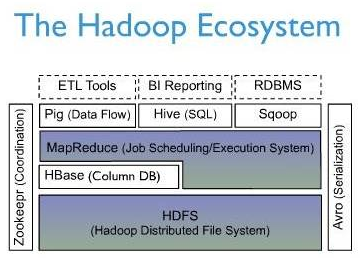 The Hadoop Ecosystem
ETL Tools
BI Reporting
RDBMS
Pig (Data Flow)
Hive (SQL)
Sqoop
MapReduce (Job Scheduling/Execution System)
HBase (Column DB)
HDFS
(Hadoop Distributed File System)
Zookeepr (Coordination)
Avro (Serialization)